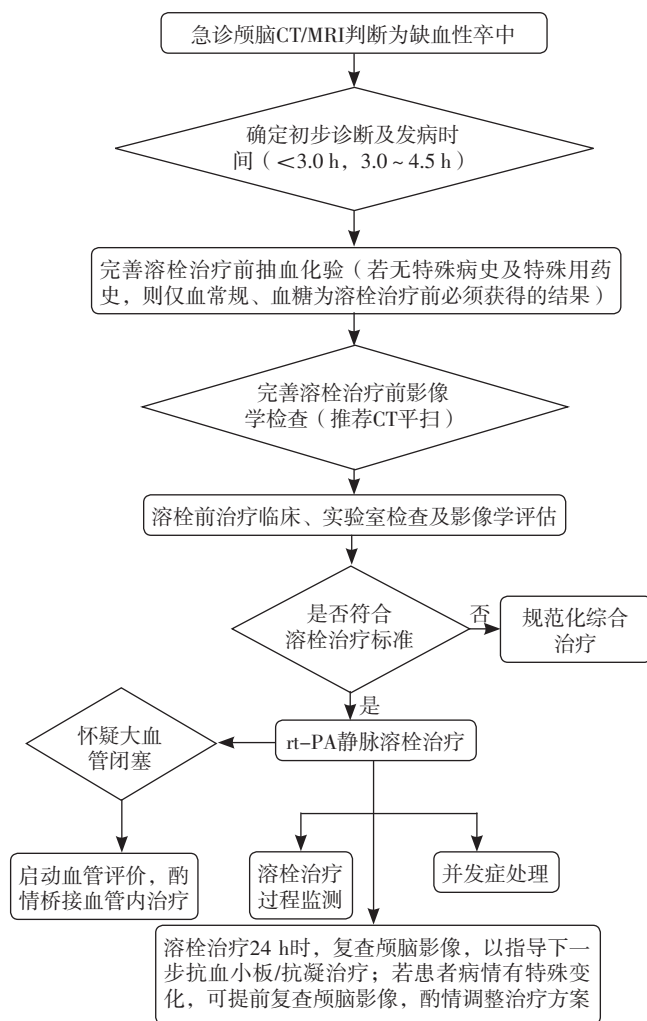 急诊颅脑CT/MRI判断为缺血性卒中
确定初步诊断及发病时
间（<3.0 h，3.0~4.5 h）
完善溶栓治疗前抽血化验（若无特殊病史及特殊用药
史，则仅血常规、血糖为溶栓治疗前必须获得的结果）
完善溶栓治疗前影像
学检查（推荐CT平扫）
溶栓前治疗临床、实验室检查及影像学评估
是否符合
溶栓治疗标准
否
规范化综合
治疗
是
怀疑大血
管闭塞
rt-PA静脉溶栓治疗
启动血管评价，酌
情桥接血管内治疗
溶栓治疗
过程监测
并发症处理
溶栓治疗24 h时，复查颅脑影像，以指导下一
步抗血小板/抗凝治疗；若患者病情有特殊变
化，可提前复查颅脑影像，酌情调整治疗方案